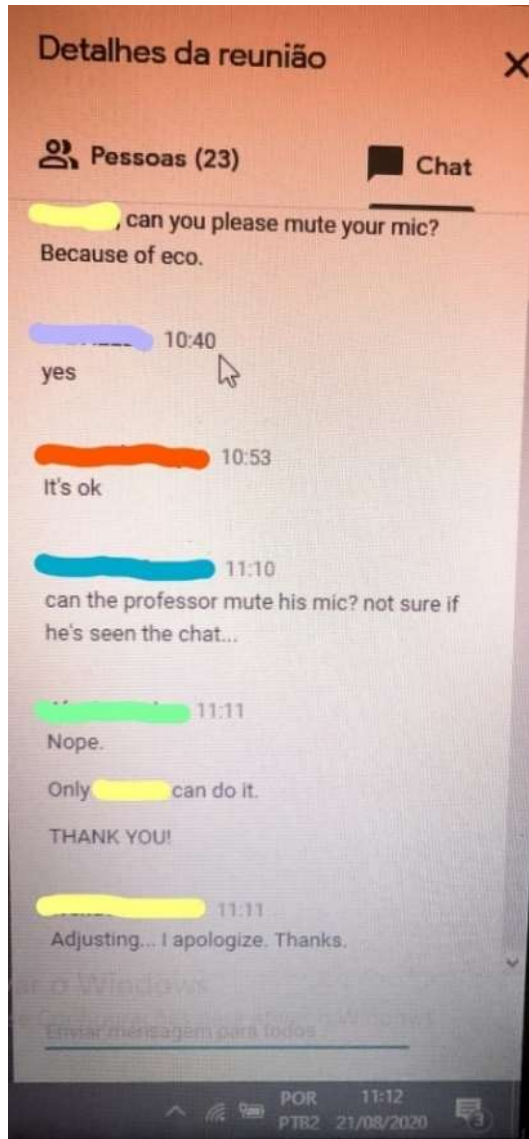 Detalhes da reunião
Pessoas (23)
Chat
, can you please mute your mic?
Because of eco.
10:40
yes
10:53
It's ok
11:10
can the professor mute his mic? not sure if
he's seen the chat...
11:11
Nope.
Only can do it.
THANK YOU!
11:11
Adjusting... I apologize. Thanks.
ar o Windows
Enviar mensagem para todos
POR
11:12
PTB2
21/08/2020
3